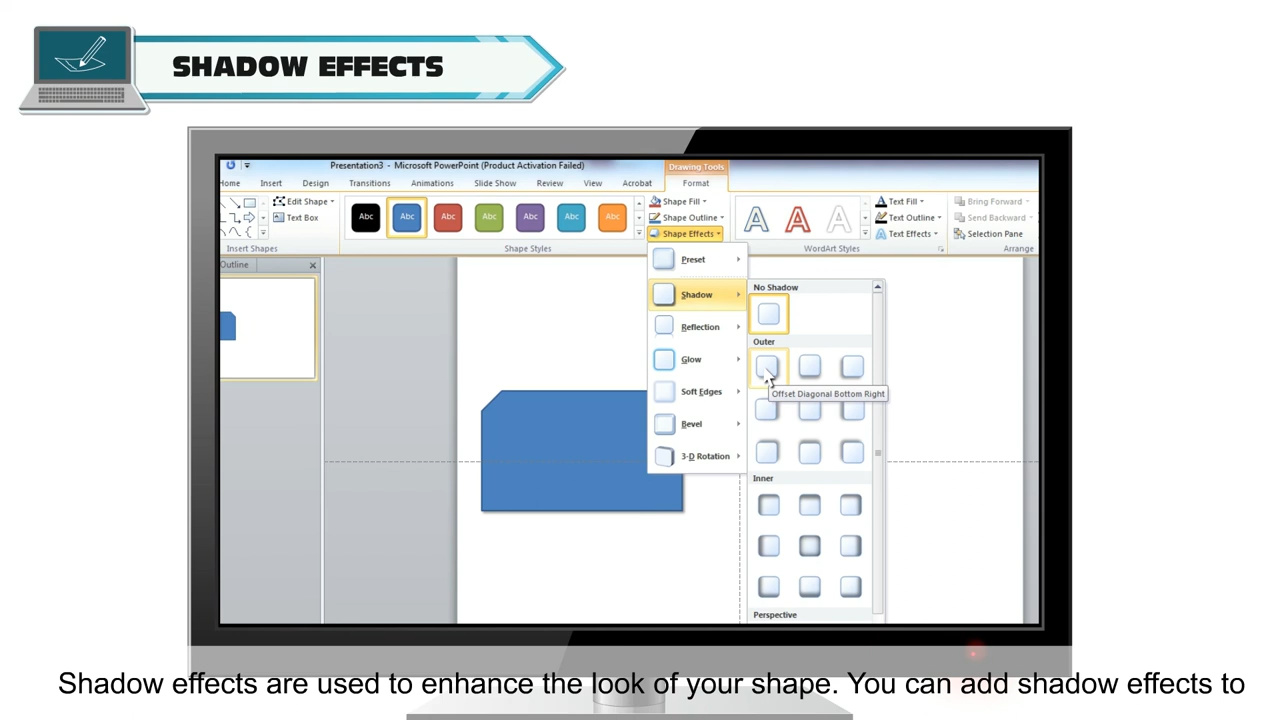 SHADOW EFFECTS
Presentation3 - Microsoft PowerPoint (Product Activation Failed)
Drawing Tools
Home Insert Design Transitions Animations Slide Show Review View Acrobat Format
Edit Shape
Text Box
Insert Shapes
Abc Abc Abc Abc Abc Abc Abc
Shape Styles
Shape Fill
Shape Outline
Shape Effects
WordArt Styles
Text Fill
Text Outline
Text Effects
Bring Forward
Send Backward
Selection Pane
Arrange
Outline
Preset
Shadow
Reflection
Glow
Soft Edges
Bevel
3-D Rotation
No Shadow
Outer
Offset Diagonal Bottom Right
Inner
Perspective
Shadow effects are used to enhance the look of your shape. You can add shadow effects to